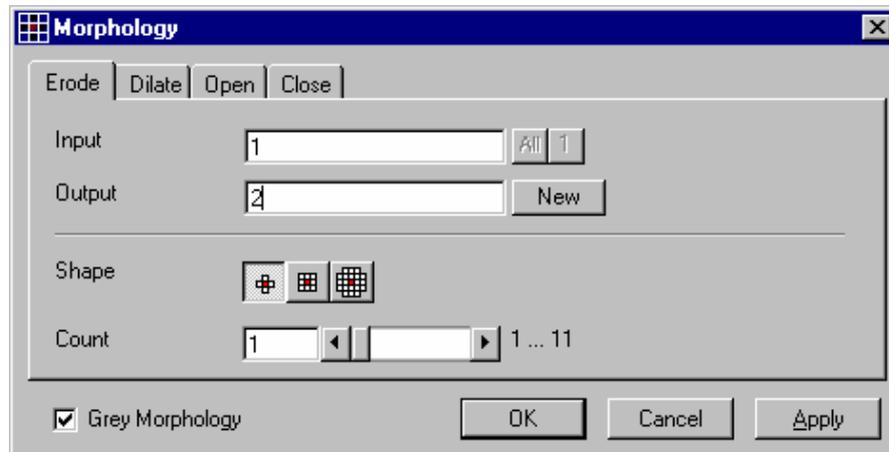 Morphology
Erode Dilate Open Close
Input 1 All 1
Output 2 New
Shape
Count 1 1 ... 11
Grey Morphology OK Cancel Apply